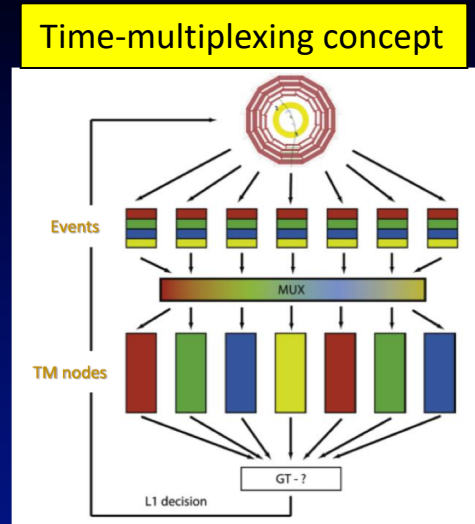 Time-multiplexing concept
Events
MUX
TM nodes
GT - ?
L1 decision